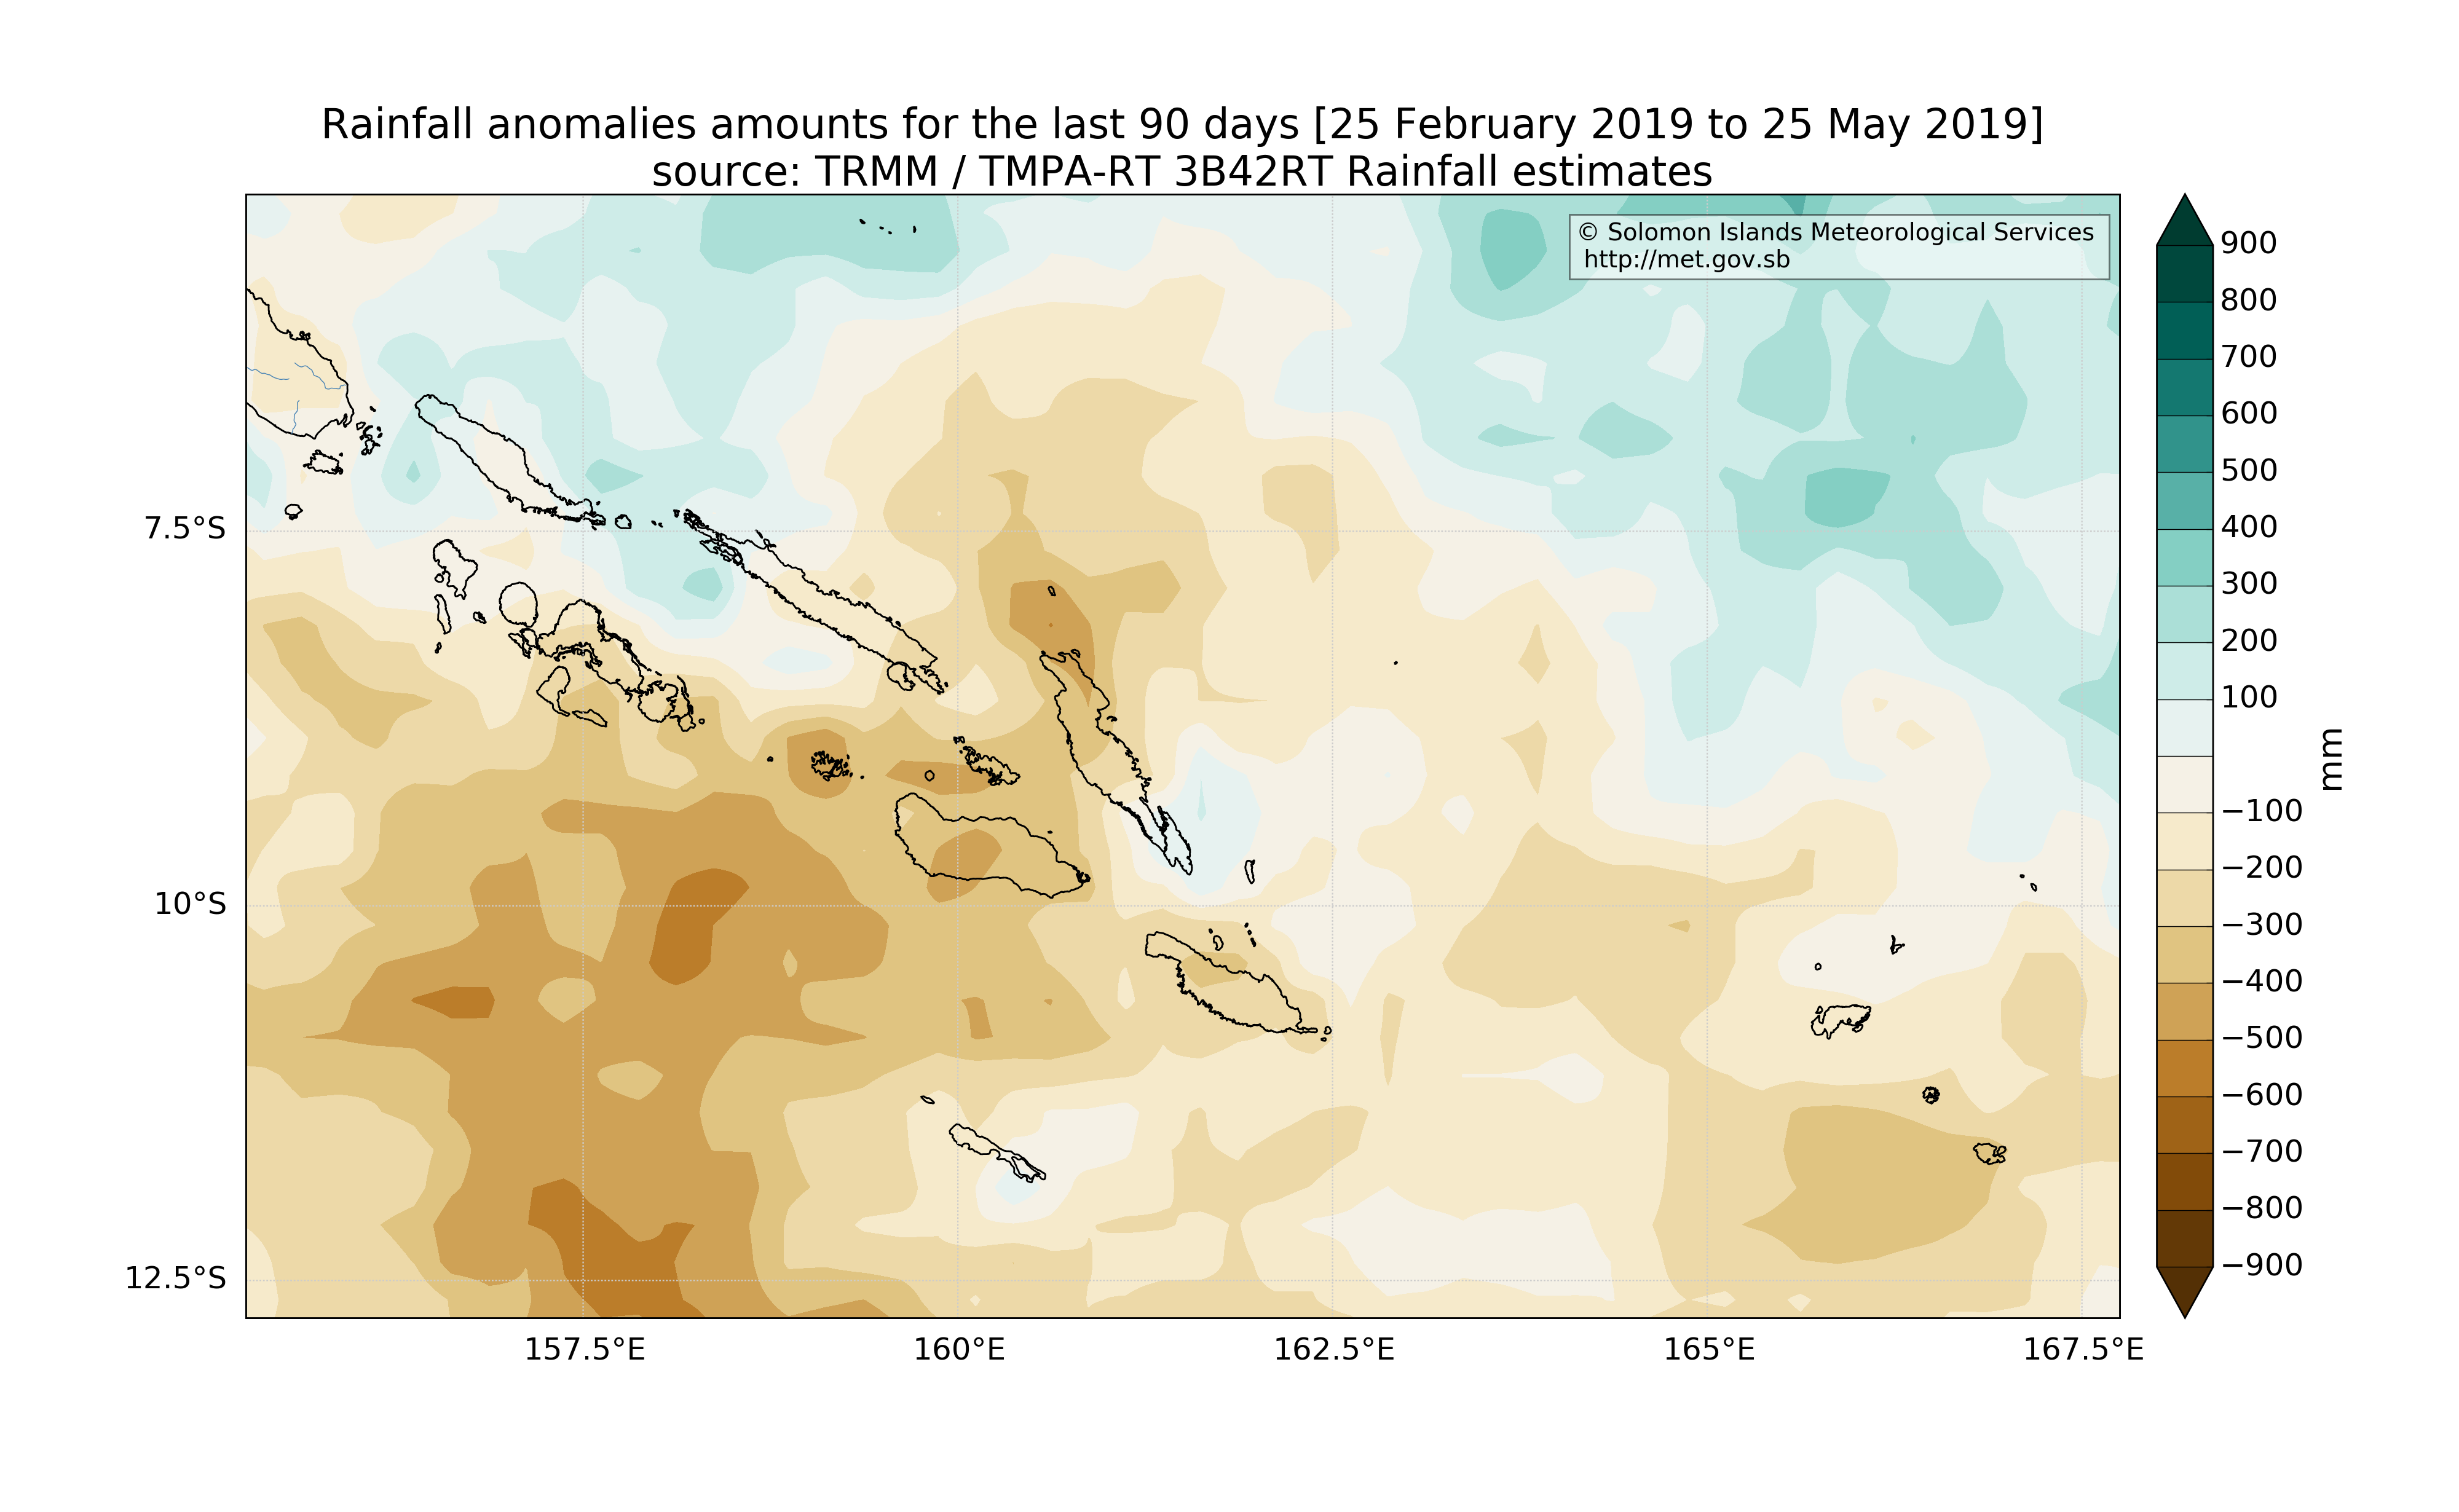 Rainfall anomalies amounts for the last 90 days [25 February 2019 to 25 May 2019]
source: TRMM / TMPA-RT 3B42RT Rainfall estimates
© Solomon Islands Meteorological Services
http://met.gov.sb
7.5°S
10°S
12.5°S
157.5°E
160°E
162.5°E
165°E
167.5°E
900
800
700
600
500
400
300
200
100
−100
−200
−300
−400
−500
−600
−700
−800
−900
mm